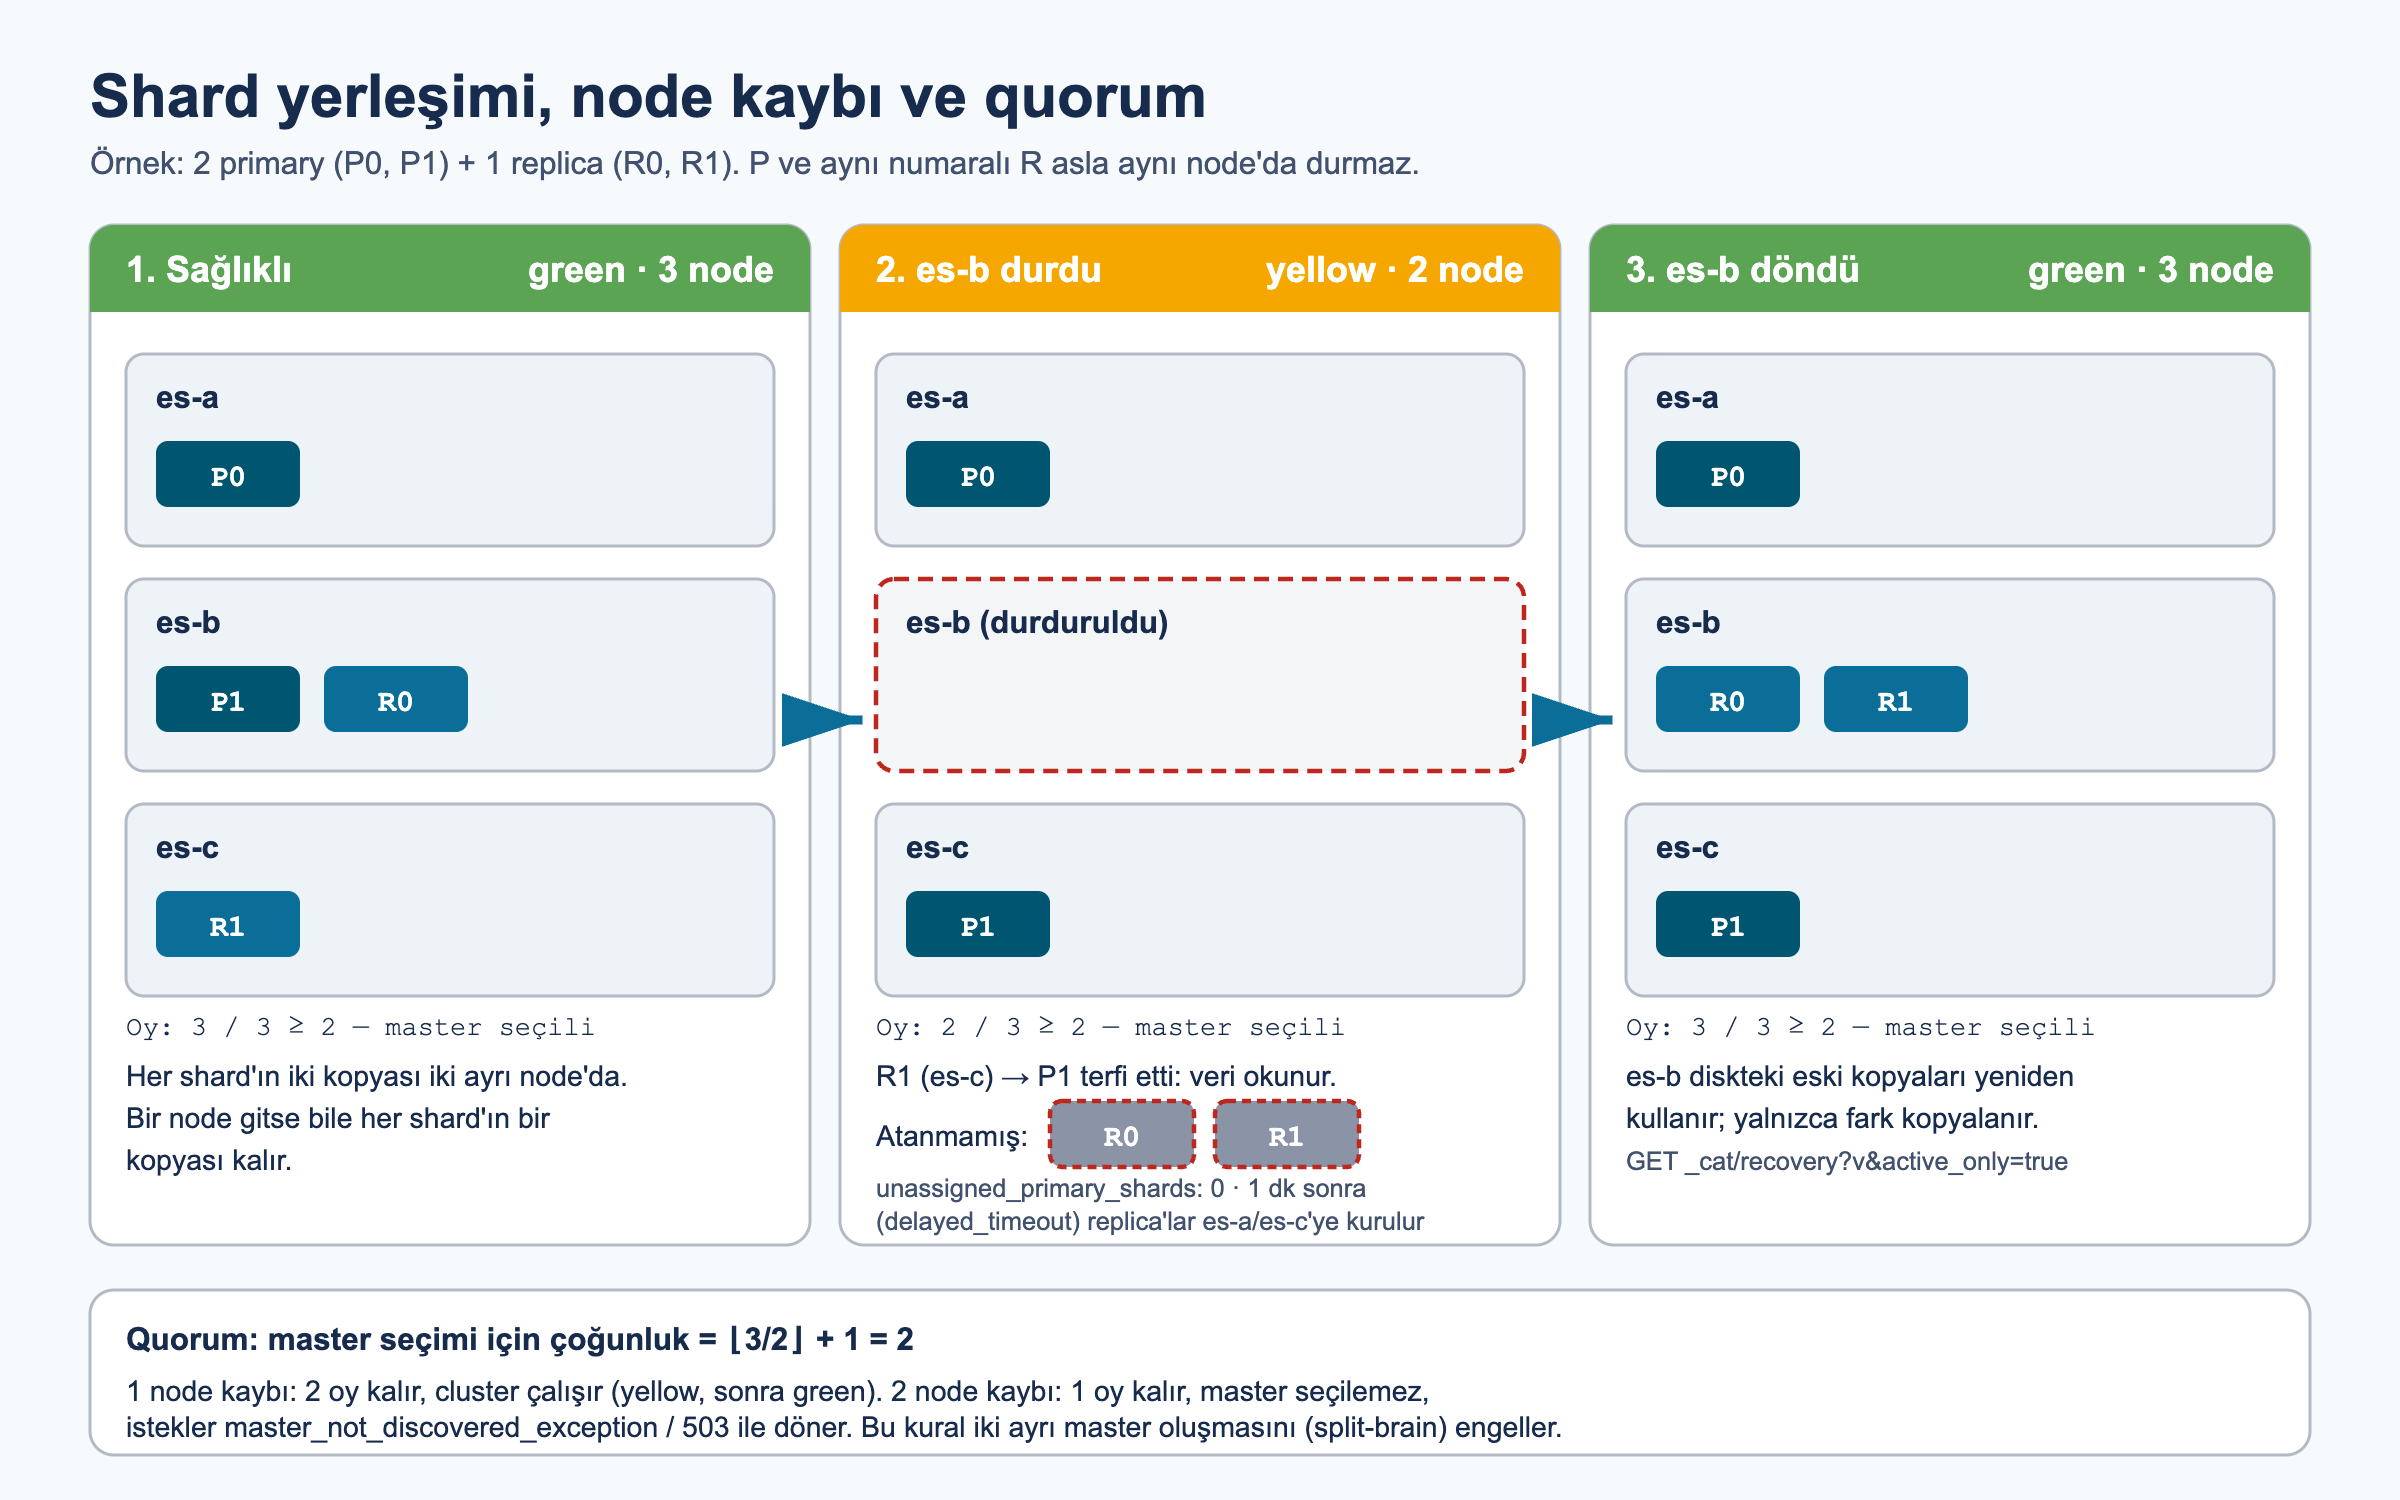 Shard yerleşimi, node kaybı ve quorum
Örnek: 2 primary (P0, P1) + 1 replica (R0, R1). P ve aynı numaralı R asla aynı node'da durmaz.
1. Sağlıklı green · 3 node
es-a
P0
es-b
P1 R0
es-c
R1
Oy: 3 / 3 ≥ 2 — master seçili
Her shard'ın iki kopyası iki ayrı node'da.
Bir node gitse bile her shard'ın bir
kopyası kalır.
2. es-b durdu yellow · 2 node
es-a
P0
es-b (durduruldu)
es-c
P1
Oy: 2 / 3 ≥ 2 — master seçili
R1 (es-c) → P1 terfi etti: veri okunur.
Atanmamış: R0 R1
unassigned_primary_shards: 0 · 1 dk sonra
(delayed_timeout) replica'lar es-a/es-c'ye kurulur
3. es-b döndü green · 3 node
es-a
P0
es-b
R0 R1
es-c
P1
Oy: 3 / 3 ≥ 2 — master seçili
es-b diskteki eski kopyaları yeniden
kullanır; yalnızca fark kopyalanır.
GET _cat/recovery?v&active_only=true
Quorum: master seçimi için çoğunluk = ⌊3/2⌋ + 1 = 2
1 node kaybı: 2 oy kalır, cluster çalışır (yellow, sonra green). 2 node kaybı: 1 oy kalır, master seçilemez,
istekler master_not_discovered_exception / 503 ile döner. Bu kural iki ayrı master oluşmasını (split-brain) engeller.